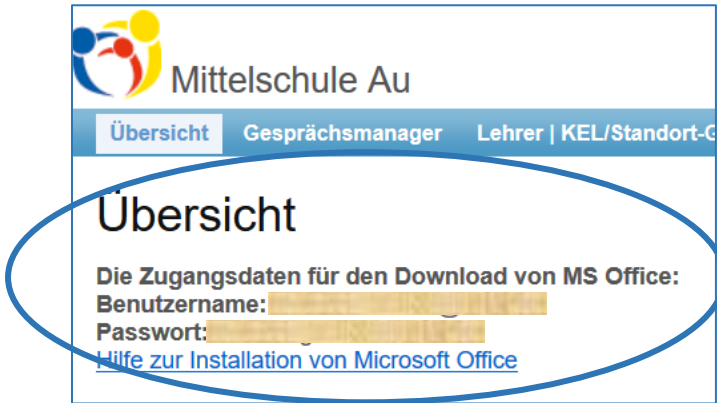 Mittelschule Au
Übersicht Gesprächsmanager Lehrer | KEL/Standort-
Übersicht
Die Zugangsdaten für den Download von MS Office:
Benutzername:
Passwort:
Hilfe zur Installation von Microsoft Office